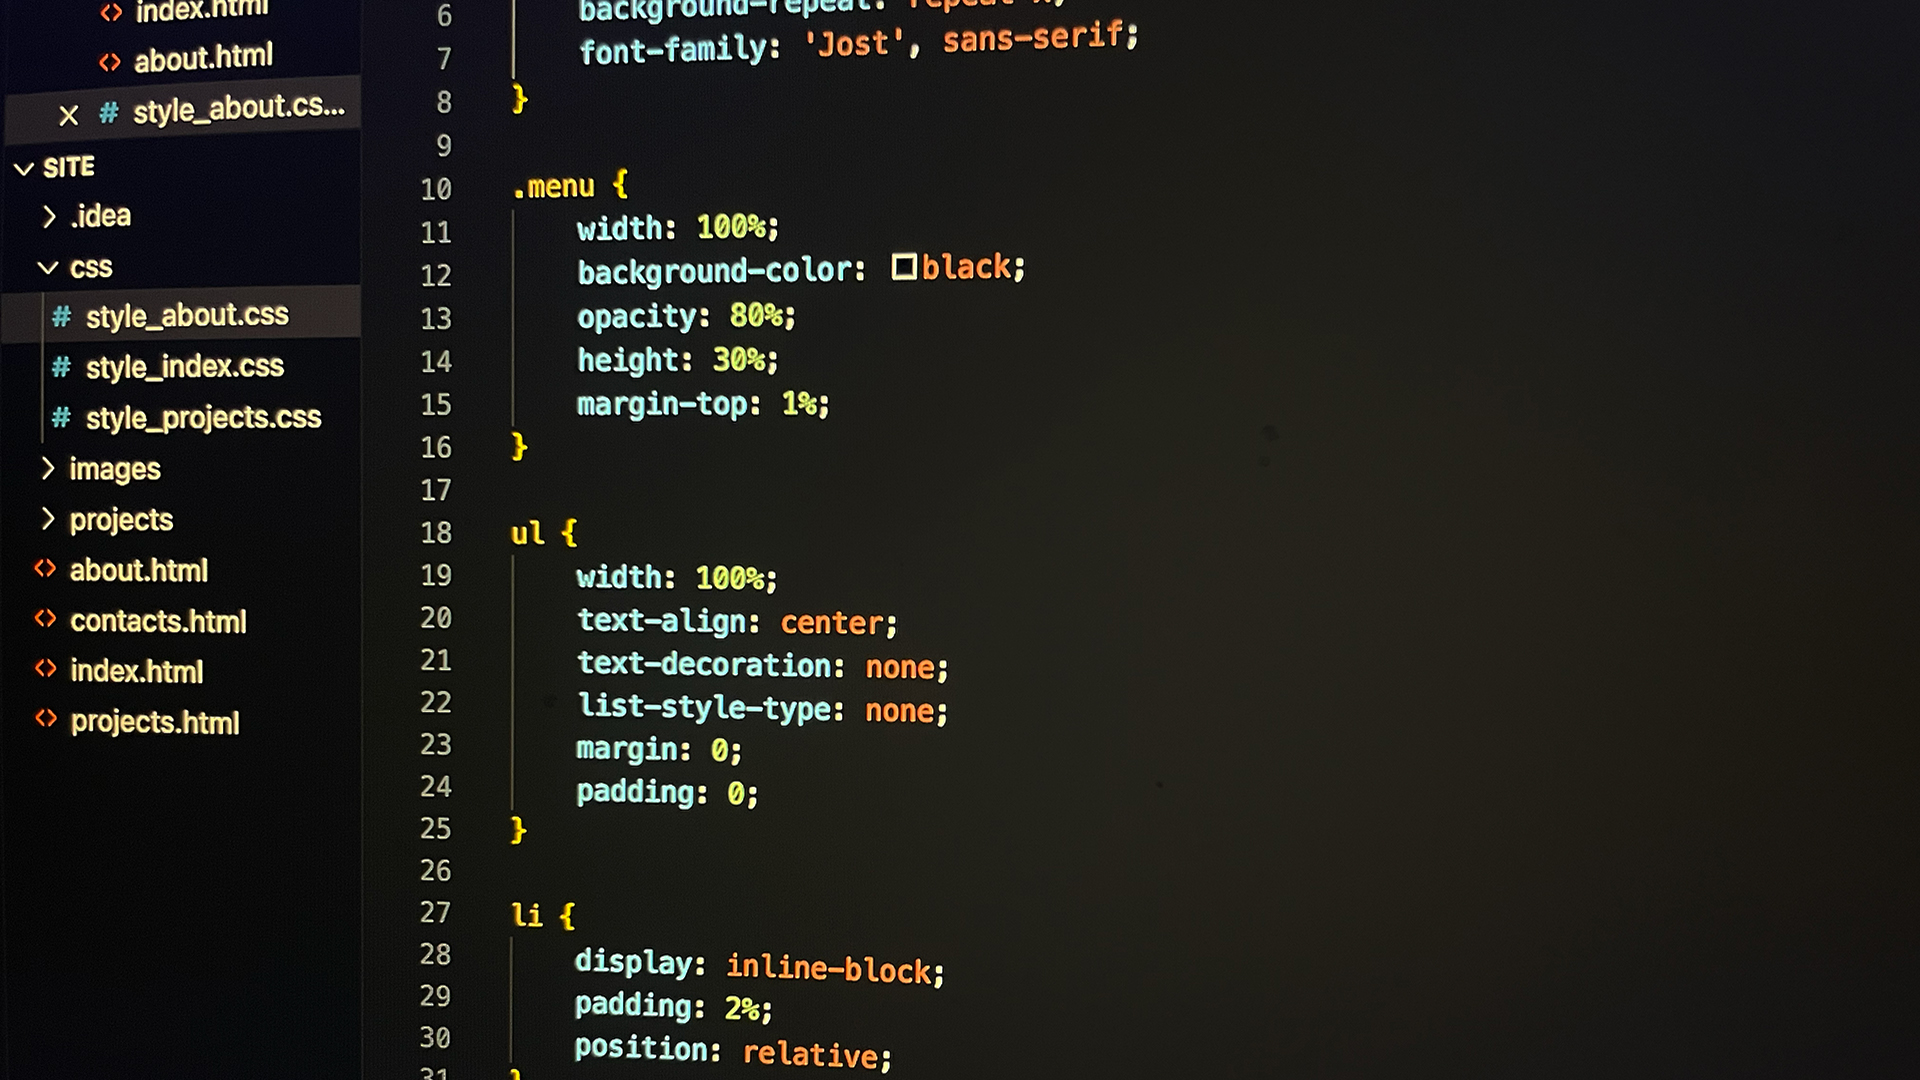 index.html
about.html
style_about.cs...
SITE
.idea
css
style_about.css
style_index.css
style_projects.css
images
projects
about.html
contacts.html
index.html
projects.html
6 background-repeat: repeat-x;
7 font-family: 'Jost', sans-serif;
8 }
9
10 .menu {
11 width: 100%;
12 background-color: black;
13 opacity: 80%;
14 height: 30%;
15 margin-top: 1%;
16 }
17
18 ul {
19 width: 100%;
20 text-align: center;
21 text-decoration: none;
22 list-style-type: none;
23 margin: 0;
24 padding: 0;
25 }
26
27 li {
28 display: inline-block;
29 padding: 2%;
30 position: relative;
31 }